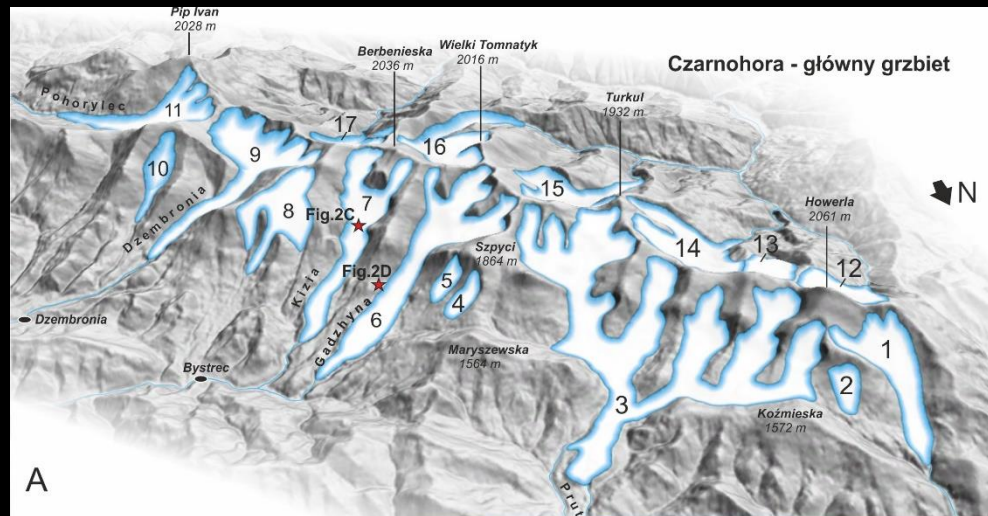 Pip Ivan
2028 m
Berbenieska
2036 m
Wielki Tomnatyk
2016 m
Czarnohora - główny grzbiet
Turkul
1932 m
Pohorylec
11
17
16
9
10
15
N
7
8
Fig.2C
Howerla
2061 m
Dzembronia
14
13
12
Szpyci
1864 m
Fig.2D
5
4
Kizia
Gadzhyna
6
1
Dzembronia
Maryszewska
1564 m
Bystrec
2
3
Koźmieska
1572 m
A
Prut